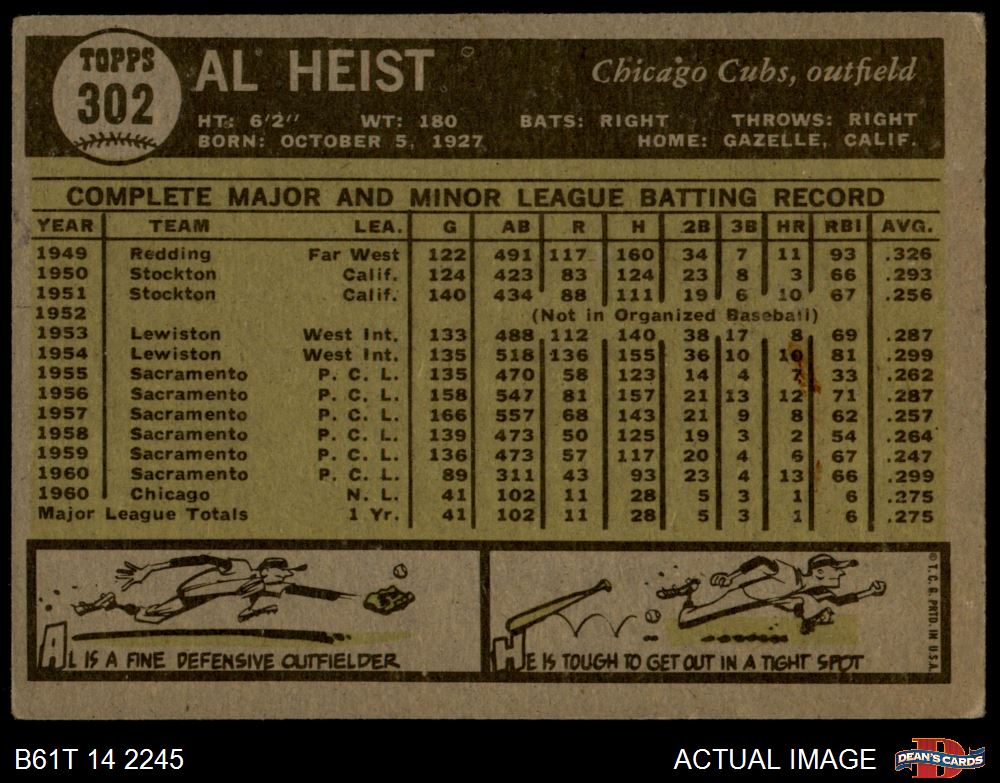 TOPPS
302
AL HEIST
Chicago Cubs, outfield
HT: 6'2" WT: 180 BATS: RIGHT THROWS: RIGHT
BORN: OCTOBER 5, 1927 HOME: GAZELLE, CALIF.
COMPLETE MAJOR AND MINOR LEAGUE BATTING RECORD
YEAR TEAM LEA. G AB R H 2B 3B HR RBI AVG.
1949 Redding Far West 122 491 117 160 34 7 11 93 .326
1950 Stockton Calif. 124 423 83 124 23 8 3 66 .293
1951 Stockton Calif. 140 434 88 111 19 6 10 67 .256
1952 (Not in Organized Baseball)
1953 Lewiston West Int. 133 488 112 140 38 17 8 69 .287
1954 Lewiston West Int. 135 518 136 155 36 10 10 81 .299
1955 Sacramento P. C. L. 135 470 58 123 14 4 7 33 .262
1956 Sacramento P. C. L. 158 547 81 157 21 13 12 71 .287
1957 Sacramento P. C. L. 166 557 68 143 21 9 8 62 .257
1958 Sacramento P. C. L. 139 473 50 125 19 3 2 54 .264
1959 Sacramento P. C. L. 136 473 57 117 20 4 6 67 .247
1960 Sacramento P. C. L. 89 311 43 93 23 4 13 66 .299
1960 Chicago N. L. 41 102 11 28 5 3 1 6 .275
Major League Totals 1 Yr. 41 102 11 28 5 3 1 6 .275
AL IS A FINE DEFENSIVE OUTFIELDER
HE IS TOUGH TO GET OUT IN A TIGHT SPOT
© T. C. G. PRTD. IN U.S.A.
B61T 14 2245
ACTUAL IMAGE
D
DEAN'S CARDS